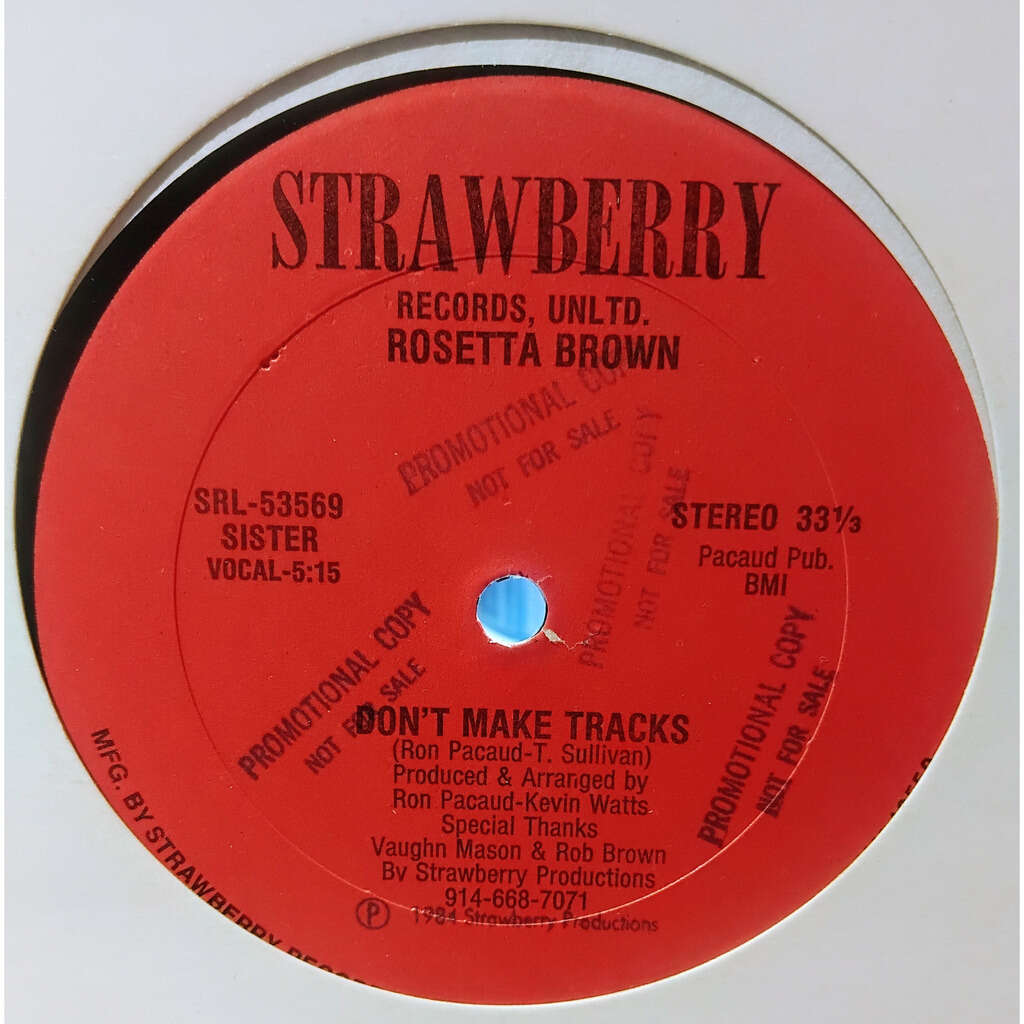 STRAWBERRY
RECORDS, UNLTD.
ROSETTA BROWN
PROMOTIONAL COPY
NOT FOR SALE
PROMOTIONAL COPY
NOT FOR SALE
SRL-53569
SISTER
VOCAL-5:15
STEREO 33⅓
Pacaud Pub.
BMI
PROMOTIONAL COPY
NOT FOR SALE
PROMOTIONAL COPY
NOT FOR SALE
DON'T MAKE TRACKS
(Ron Pacaud-T. Sullivan)
Produced & Arranged by
Ron Pacaud-Kevin Watts
Special Thanks
Vaughn Mason & Rob Brown
By Strawberry Productions
914-668-7071
Ⓟ 1984 Strawberry Productions
MFG. BY STRAWBERRY